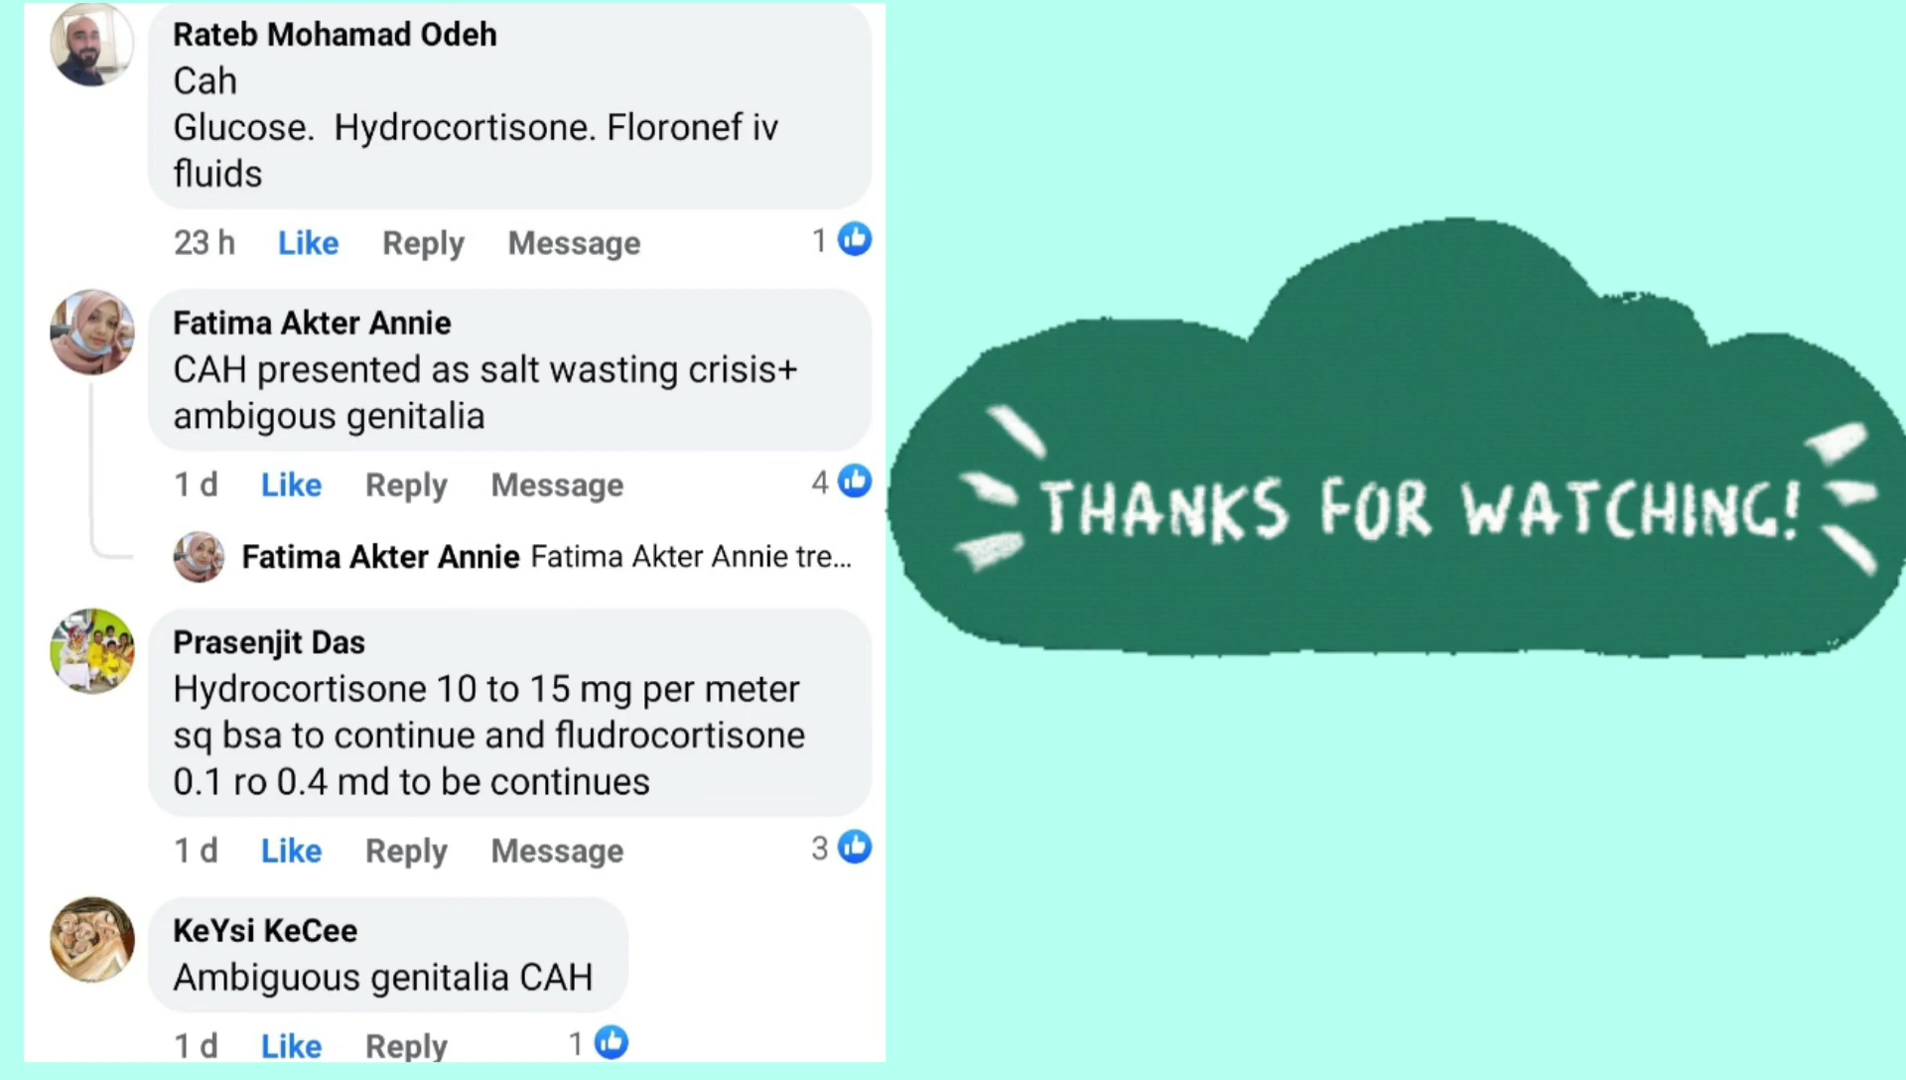 Rateb Mohamad Odeh
Cah
Glucose.  Hydrocortisone. Floronef iv
fluids
23 h Like Reply Message 1
Fatima Akter Annie
CAH presented as salt wasting crisis+
ambigous genitalia
1 d Like Reply Message 4
Fatima Akter Annie Fatima Akter Annie tre...
Prasenjit Das
Hydrocortisone 10 to 15 mg per meter
sq bsa to continue and fludrocortisone
0.1 ro 0.4 md to be continues
1 d Like Reply Message 3
KeYsi KeCee
Ambiguous genitalia CAH
1 d Like Reply 1
THANKS FOR WATCHING!